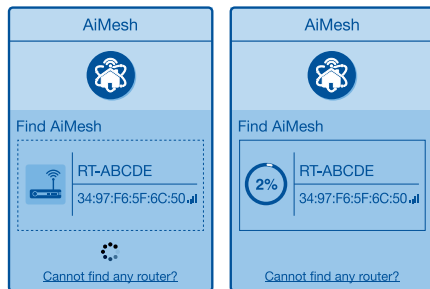 AiMesh
Find AiMesh
RT-ABCDE
34:97:F6:5F:6C:50
Cannot find any router?
AiMesh
Find AiMesh
2%
RT-ABCDE
34:97:F6:5F:6C:50
Cannot find any router?